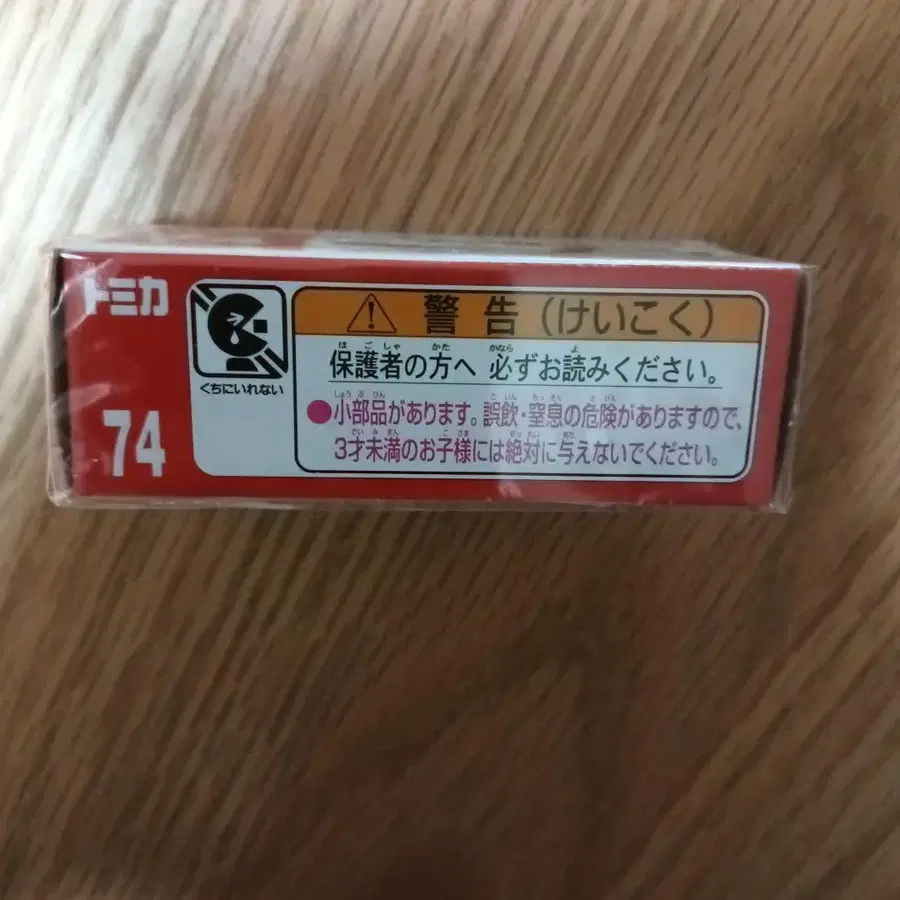 トミカ
74
くちにいれない
警告(けいこく)
ほごしゃ かた かなら よ
保護者の方へ 必ずお読みください。
しょうぶひん ごいん ちっそく きけん
●小部品があります。誤飲・窒息の危険がありますので、
さいみまん こさま ぜったい あた
3才未満のお子様には絶対に与えないでください。